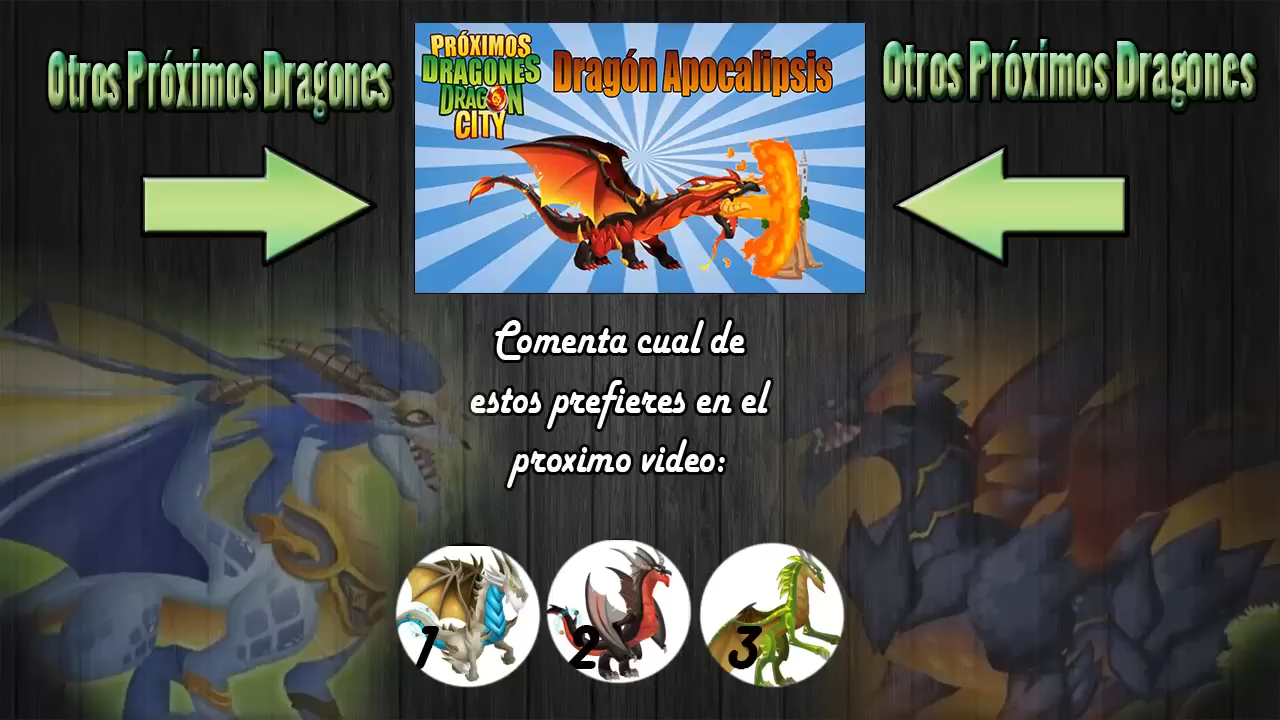 Otros Próximos Dragones
PRÓXIMOS
DRAGONES
DRAGON
CITY
Dragón Apocalipsis
Otros Próximos Dragones
Comenta cual de
estos prefieres en el
proximo video:
1
2
3